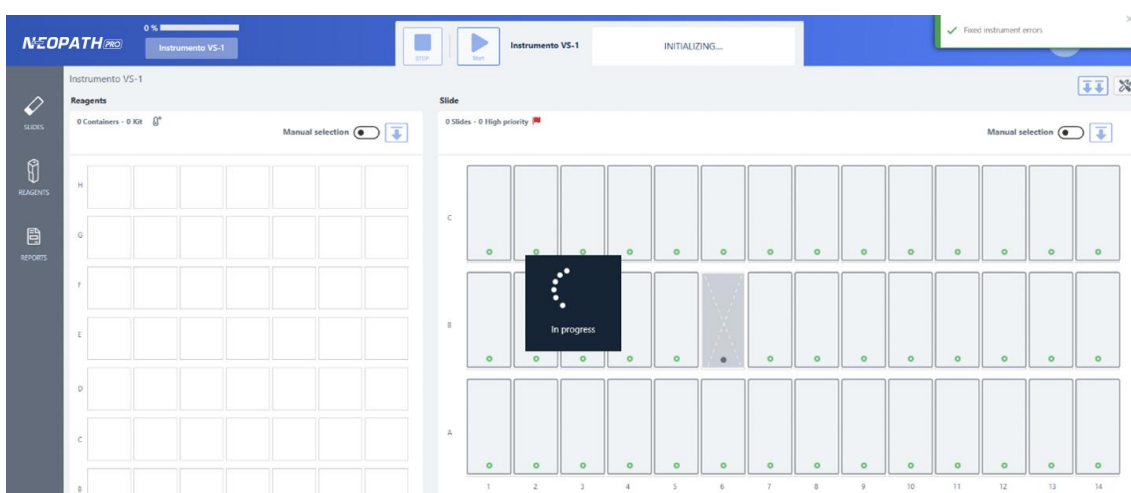 NEOPATH PRO
0 %
Instrumento VS-1
STOP
Start
Instrumento VS-1
INITIALIZING...
Fixed instrument errors
Instrumento VS-1
SLIDES
REAGENTS
REPORTS
Reagents
0 Containers - 0 Kit
Manual selection
H
G
F
E
D
C
B
Slide
0 Slides - 0 High priority
Manual selection
C
B
A
In progress
1 2 3 4 5 6 7 8 9 10 11 12 13 14